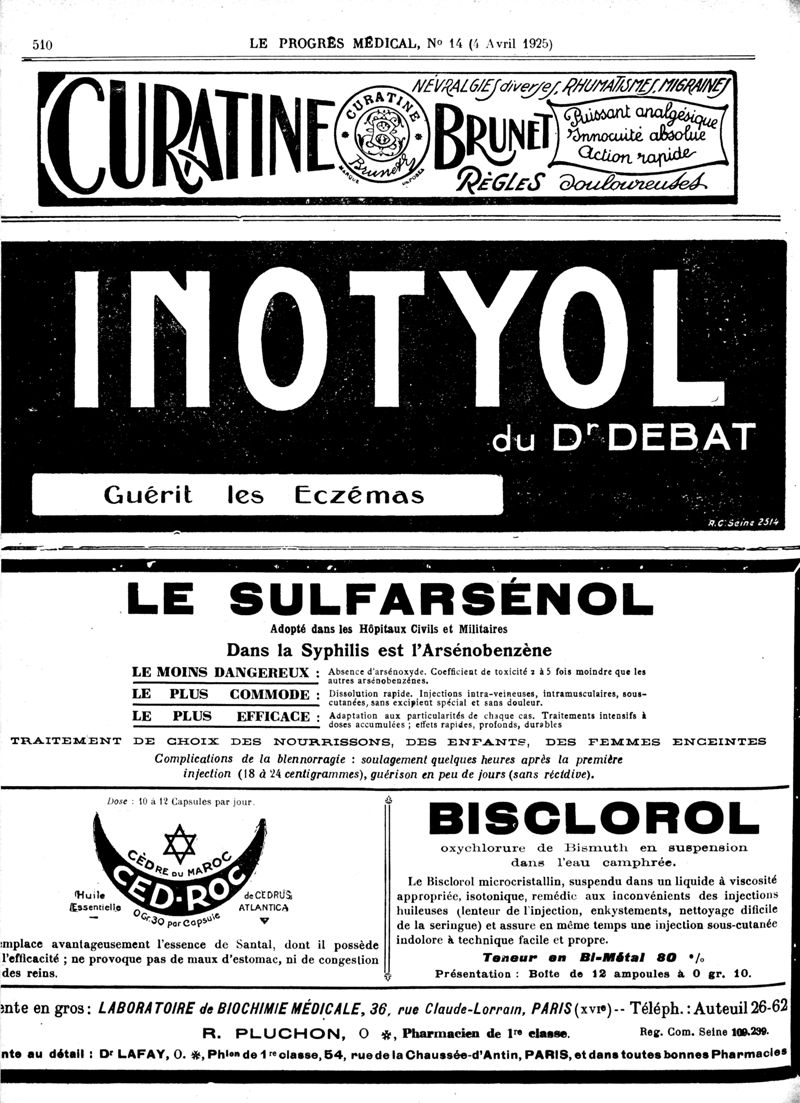 510
LE PROGRÈS MÉDICAL, No 14 (4 Avril 1925)
CURATINE
CURATINE
Brunet
MARQUE DÉPOSÉE
BRUNET
NÉVRALGIES diverses, RHUMATISMES, MIGRAINES
Puissant analgésique
Innocuité absolue
Action rapide
RÈGLES douloureuses
INOTYOL
du Dr DEBAT
Guérit les Eczémas
R.C. Seine 2514
LE SULFARSÉNOL
Adopté dans les Hôpitaux Civils et Militaires
Dans la Syphilis est l'Arsénobenzène
LE MOINS DANGEREUX : Absence d'arsénoxyde. Coefficient de toxicité 2 à 5 fois moindre que les
autres arsénobenzènes.
LE PLUS COMMODE : Dissolution rapide. Injections intra-veineuses, intramusculaires, sous-
cutanées, sans excipient spécial et sans douleur.
LE PLUS EFFICACE : Adaptation aux particularités de chaque cas. Traitements intensifs à
doses accumulées ; effets rapides, profonds, durables
TRAITEMENT DE CHOIX DES NOURRISSONS, DES ENFANTS, DES FEMMES ENCEINTES
Complications de la blennorragie : soulagement quelques heures après la première
injection (18 à 24 centigrammes), guérison en peu de jours (sans récidive).
Dose : 10 à 12 Capsules par jour.
CÈDRE DU MAROC
CED-ROC
0 Gr. 30 par Capsule
Huile
Essentielle
de CEDRUS
ATLANTICA
mplace avantageusement l'essence de Santal, dont il possède
l'efficacité ; ne provoque pas de maux d'estomac, ni de congestion
des reins.
BISCLOROL
oxychlorure de Bismuth en suspension
dans l'eau camphrée.
Le Bisclorol microcristallin, suspendu dans un liquide à viscosité
appropriée, isotonique, remédie aux inconvénients des injections
huileuses (lenteur de l'injection, enkystements, nettoyage dificile
de la seringue) et assure en même temps une injection sous-cutanée
indolore à technique facile et propre.
Teneur en Bi-Métal 80 %
Présentation : Boîte de 12 ampoules à 0 gr. 10.
ente en gros : LABORATOIRE de BIOCHIMIE MÉDICALE, 36, rue Claude-Lorrain, PARIS (XVIe) -- Téléph. : Auteuil 26-62
R. PLUCHON, O ✻, Pharmacien de 1re classe. Reg. Com. Seine 109.239.
nte au détail : Dr LAFAY, O. ✻, Phien de 1re classe, 54, rue de la Chaussée-d'Antin, PARIS, et dans toutes bonnes Pharmacies